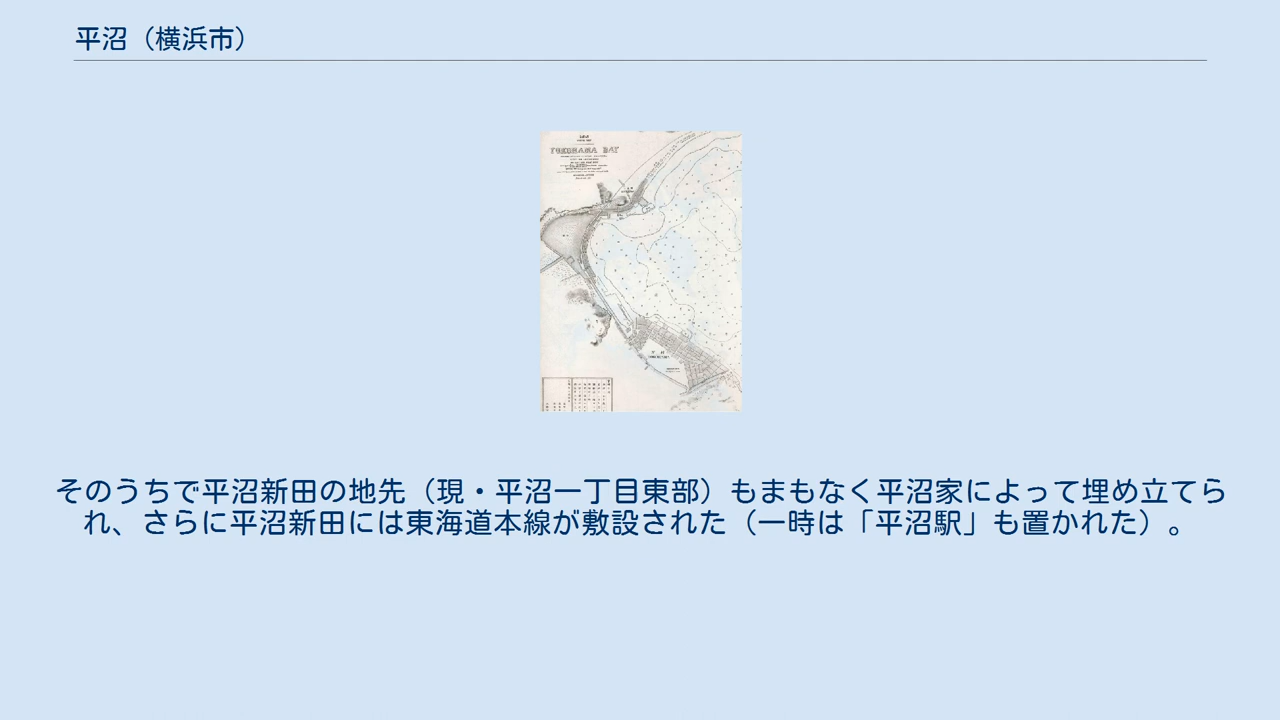 平沼（横浜市）
YOKOHAMA BAY
そのうちで平沼新田の地先（現・平沼一丁目東部）もまもなく平沼家によって埋め立てら
れ、さらに平沼新田には東海道本線が敷設された（一時は「平沼駅」も置かれた）。